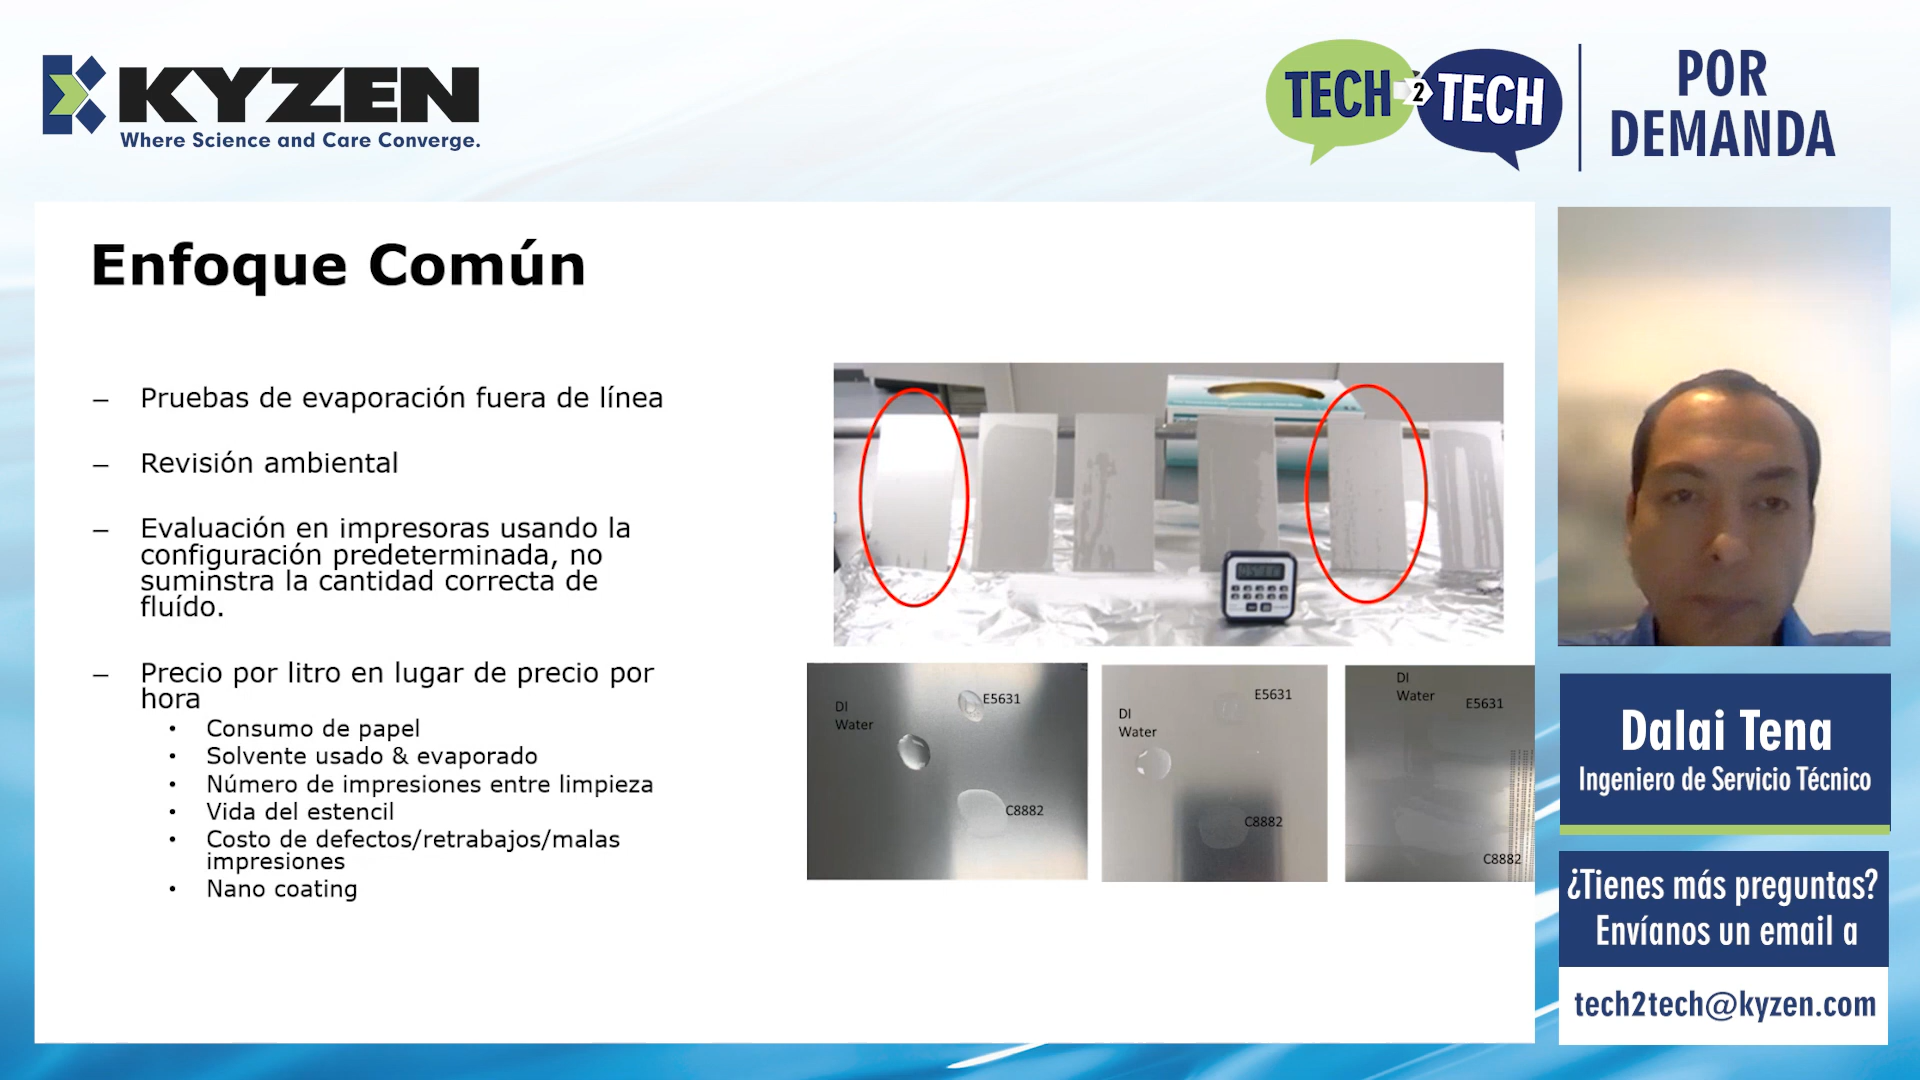 KYZEN
Where Science and Care Converge.
TECH 2 TECH
POR
DEMANDA
Enfoque Común
– Pruebas de evaporación fuera de línea
– Revisión ambiental
– Evaluación en impresoras usando la
configuración predeterminada, no
suminstra la cantidad correcta de
fluído.
– Precio por litro en lugar de precio por
hora
• Consumo de papel
• Solvente usado & evaporado
• Número de impresiones entre limpieza
• Vida del estencil
• Costo de defectos/retrabajos/malas
impresiones
• Nano coating
DI
Water
E5631
C8882
DI
Water
E5631
C8882
DI
Water
E5631
C8882
Dalai Tena
Ingeniero de Servicio Técnico
¿Tienes más preguntas?
Envíanos un email a
tech2tech@kyzen.com